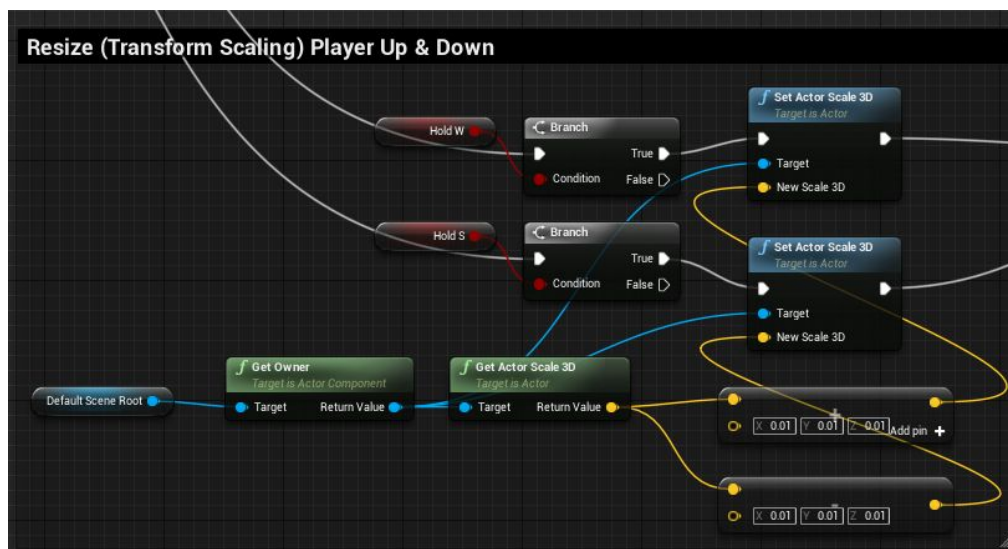 Resize (Transform Scaling) Player Up & Down
Hold W
Branch
True
Condition
False
f Set Actor Scale 3D
Target is Actor
Target
New Scale 3D
Hold S
Branch
True
Condition
False
f Set Actor Scale 3D
Target is Actor
Target
New Scale 3D
Default Scene Root
f Get Owner
Target is Actor Component
Target Return Value
f Get Actor Scale 3D
Target is Actor
Target Return Value
+
X 0.01 Y 0.01 Z 0.01 Add pin +
-
X 0.01 Y 0.01 Z 0.01